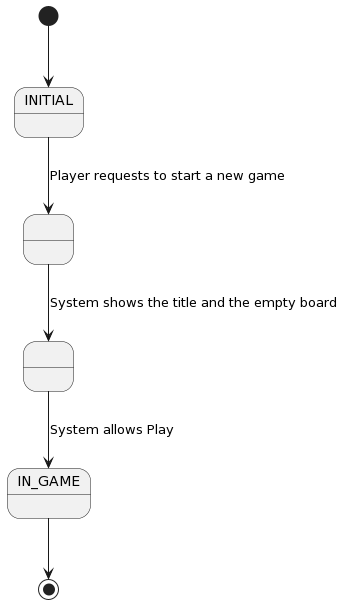 INITIAL
Player requests to start a new game
System shows the title and the empty board
System allows Play
IN_GAME